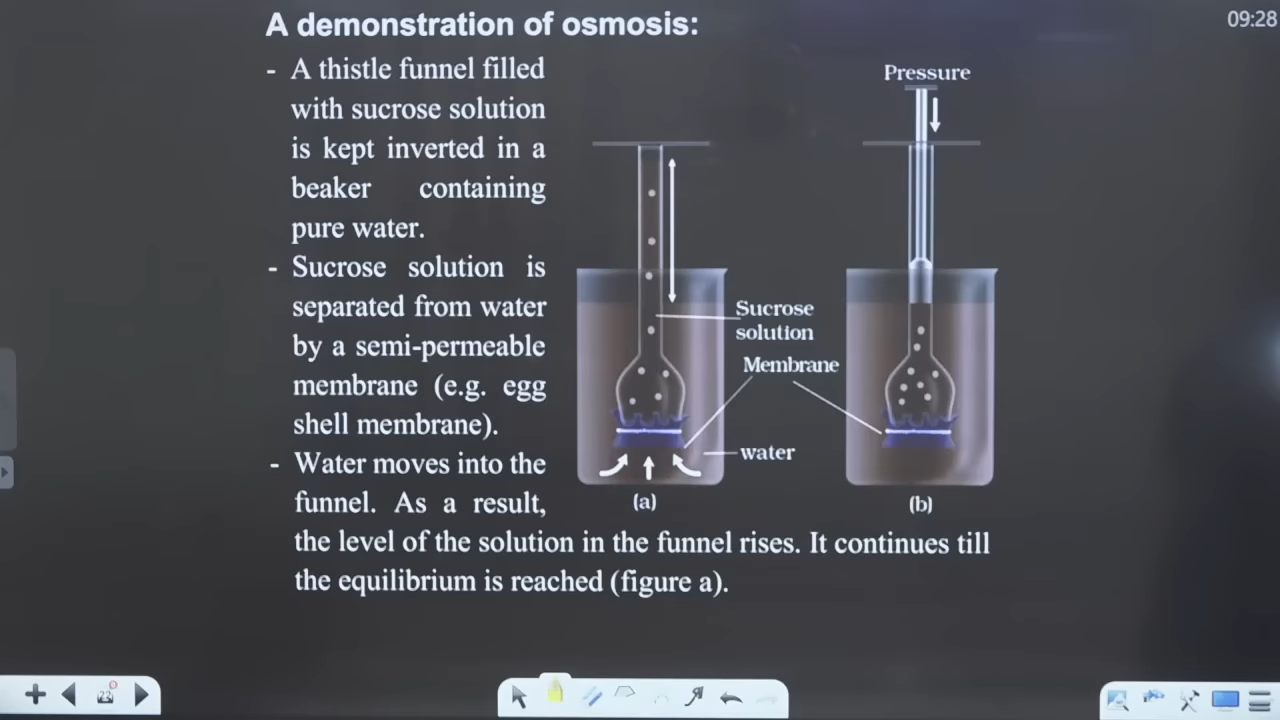 A demonstration of osmosis:
09:28
- A thistle funnel filled
with sucrose solution
is kept inverted in a
beaker containing
pure water.
- Sucrose solution is
separated from water
by a semi-permeable
membrane (e.g. egg
shell membrane).
- Water moves into the
funnel. As a result,
the level of the solution in the funnel rises. It continues till
the equilibrium is reached (figure a).
Pressure
Sucrose
solution
Membrane
water
(a)
(b)
22